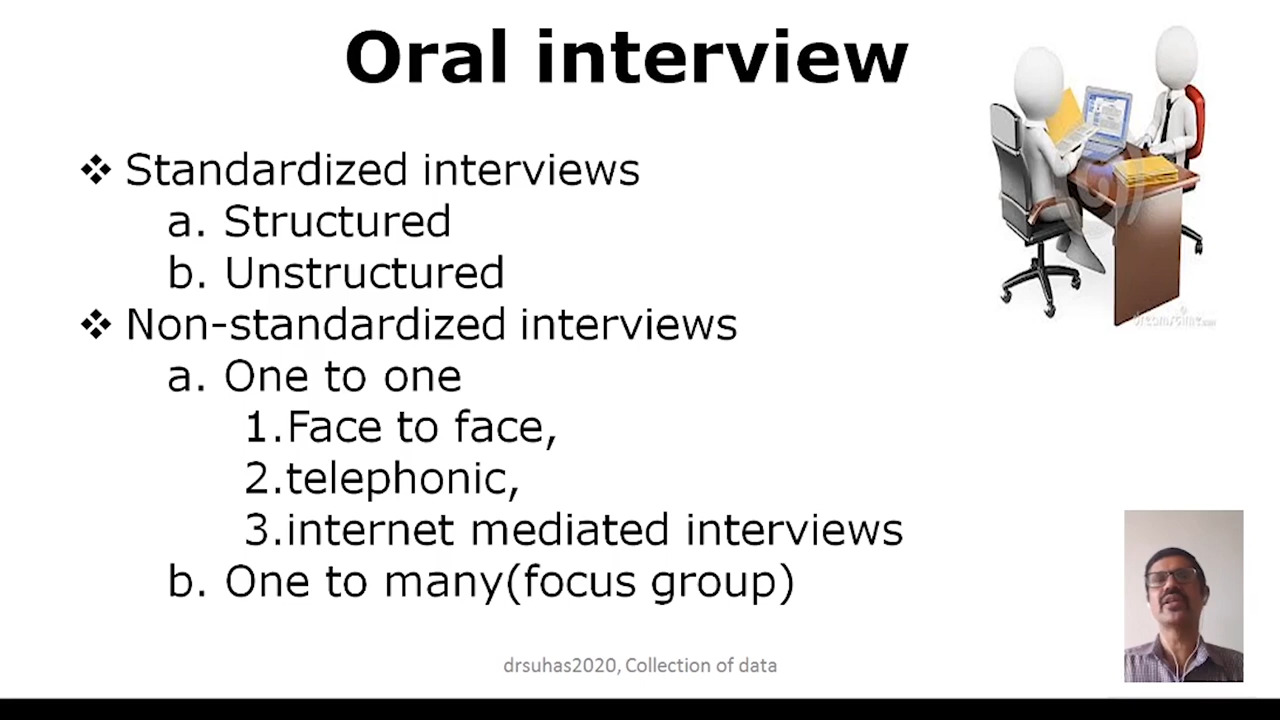 Oral interview
❖ Standardized interviews
a. Structured
b. Unstructured
❖ Non-standardized interviews
a. One to one
1.Face to face,
2.telephonic,
3.internet mediated interviews
b. One to many(focus group)
drsuhas2020, Collection of data